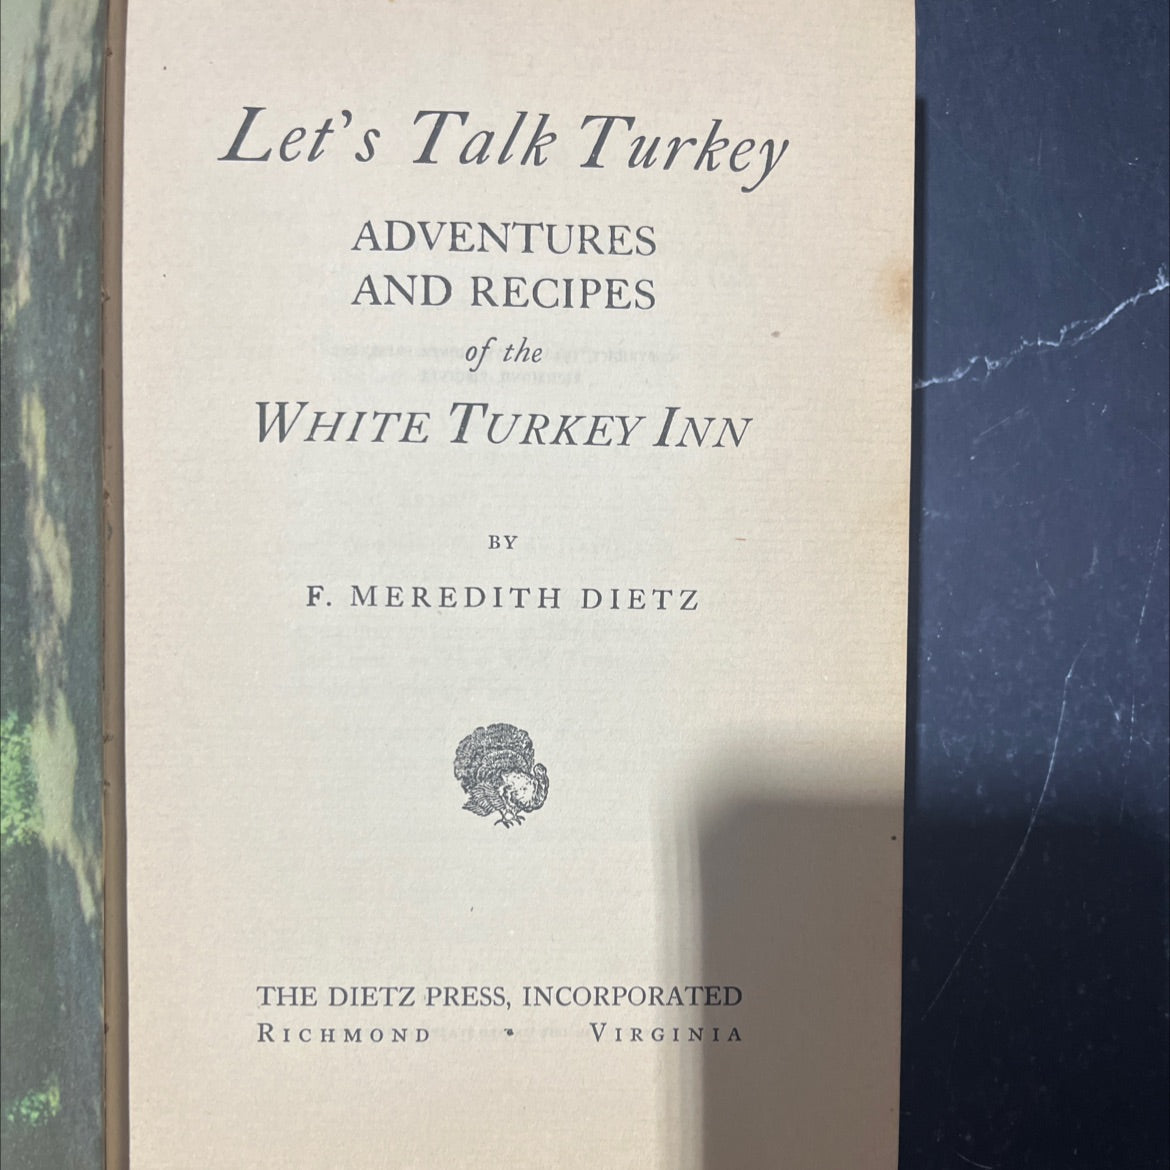 Let's Talk Turkey
ADVENTURES
AND RECIPES
of the
WHITE TURKEY INN
BY
F. MEREDITH DIETZ
THE DIETZ PRESS, INCORPORATED
RICHMOND • VIRGINIA